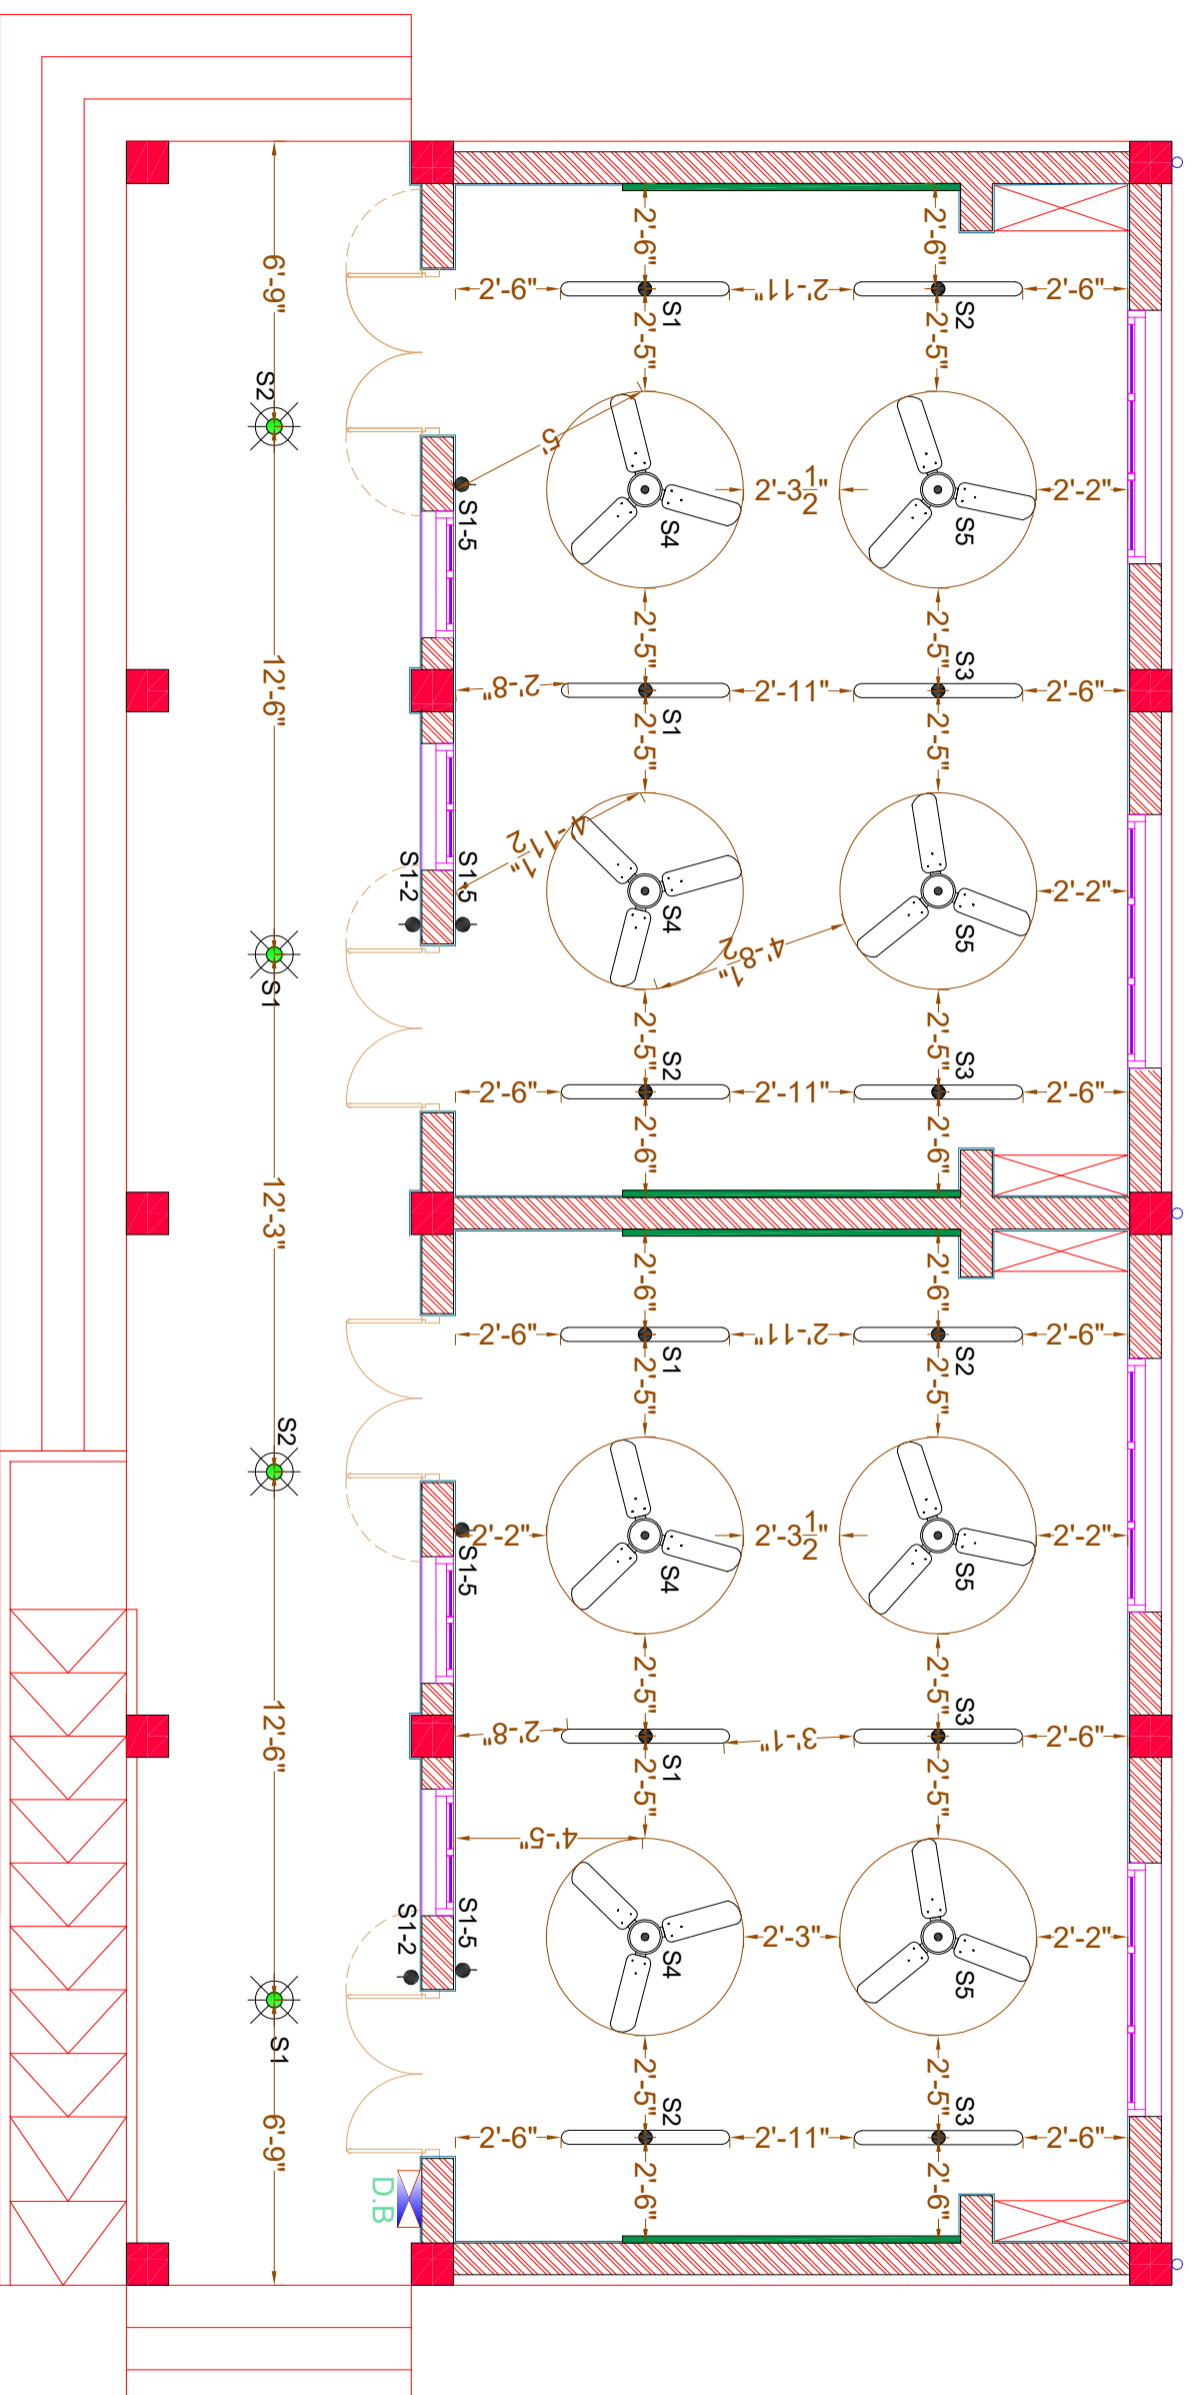 2'-6"
2'-2"
2'-6"
2'-2"
2'-6"
2'-6"
2'-2"
2'-6"
2'-2"
2'-6"
S2
S5
S3
S5
S3
S2
S5
S3
S5
S3
2'-6"
2'-5"
2'-5"
2'-5"
2'-5"
2'-6"
2'-6"
2'-5"
2'-5"
2'-5"
2'-5"
2'-6"
2'-11"
2'-3½"
2'-11"
4'-8½"
2'-11"
2'-11"
2'-3½"
3'-1"
2'-3"
2'-11"
S1
S4
S1
S4
S2
S1
S4
S1
S4
S2
2'-6"
2'-5"
2'-5"
2'-5"
2'-5"
2'-6"
2'-6"
2'-5"
2'-5"
2'-5"
2'-5"
2'-6"
2'-6"
5'
2'-8"
4'-11½"
2'-6"
2'-6"
2'-2"
2'-8"
4'-5"
2'-6"
S1-5
S1-5
S1-5
S1-5
S1-2
S1-2
D.B
S2
S1
S2
S1
6'-9"
12'-6"
12'-3"
12'-6"
6'-9"